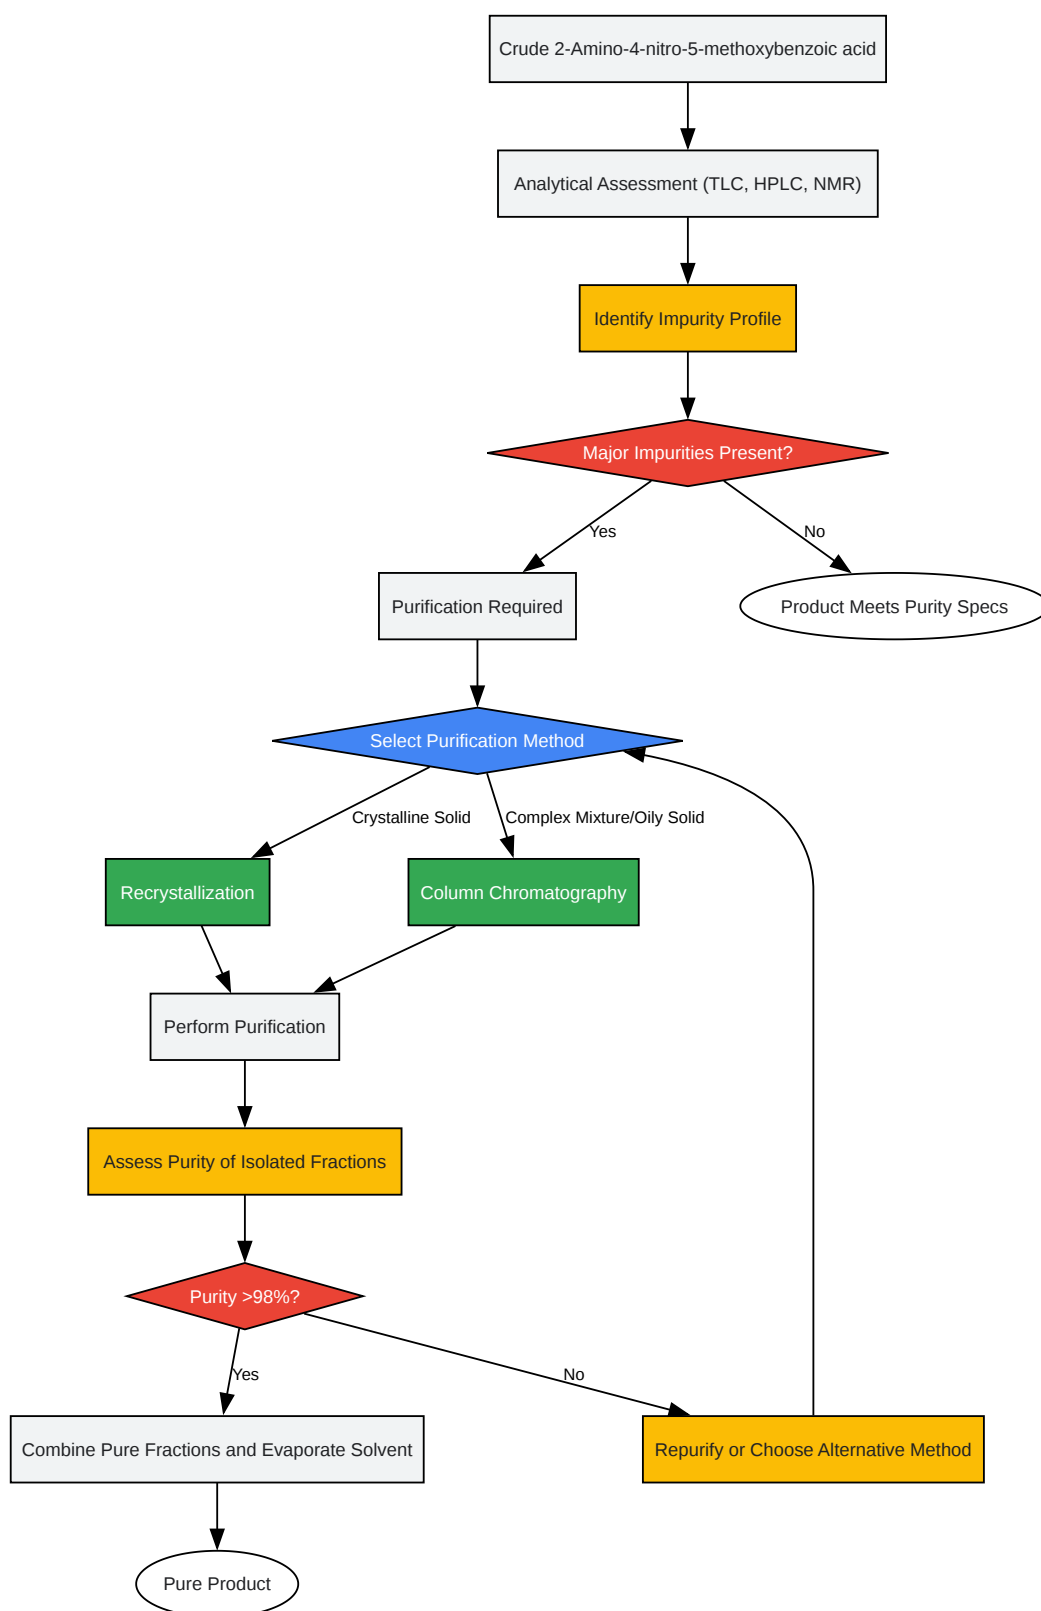 Crude 2-Amino-4-nitro-5-methoxybenzoic acid
Analytical Assessment (TLC, HPLC, NMR)
Identify Impurity Profile
Major Impurities Present?
Yes
No
Purification Required
Product Meets Purity Specs
Select Purification Method
Crystalline Solid
Complex Mixture/Oily Solid
Recrystallization
Column Chromatography
Perform Purification
Assess Purity of Isolated Fractions
Purity >98%?
Yes
No
Combine Pure Fractions and Evaporate Solvent
Repurify or Choose Alternative Method
Pure Product